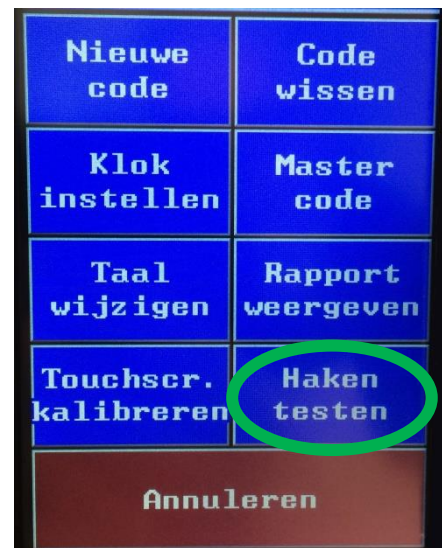 Nieuwe
code
Code
wissen
Klok
instellen
Master
code
Taal
wijzigen
Rapport
weergeven
Touchscr.
kalibreren
Haken
testen
Annuleren